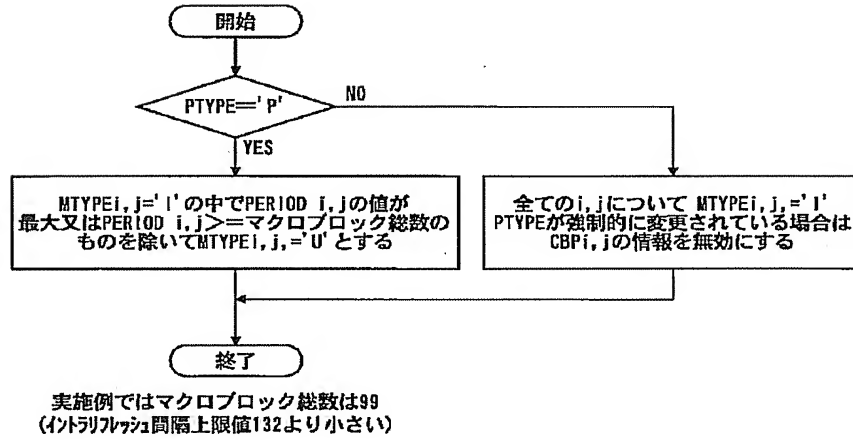 開始
PTYPE=='P'
NO
YES
MTYPEi,j='I'の中でPERIOD i,jの値が
最大又はPERIOD i,j>=マクロブロック総数の
ものを除いてMTYPEi,j,='U'とする
全てのi,jについて MTYPEi,j,='I'
PTYPEが強制的に変更されている場合は
CBPi,jの情報を無効にする
終了
実施例ではマクロブロック総数は99
(イントラリフレッシュ間隔上限値132より小さい)